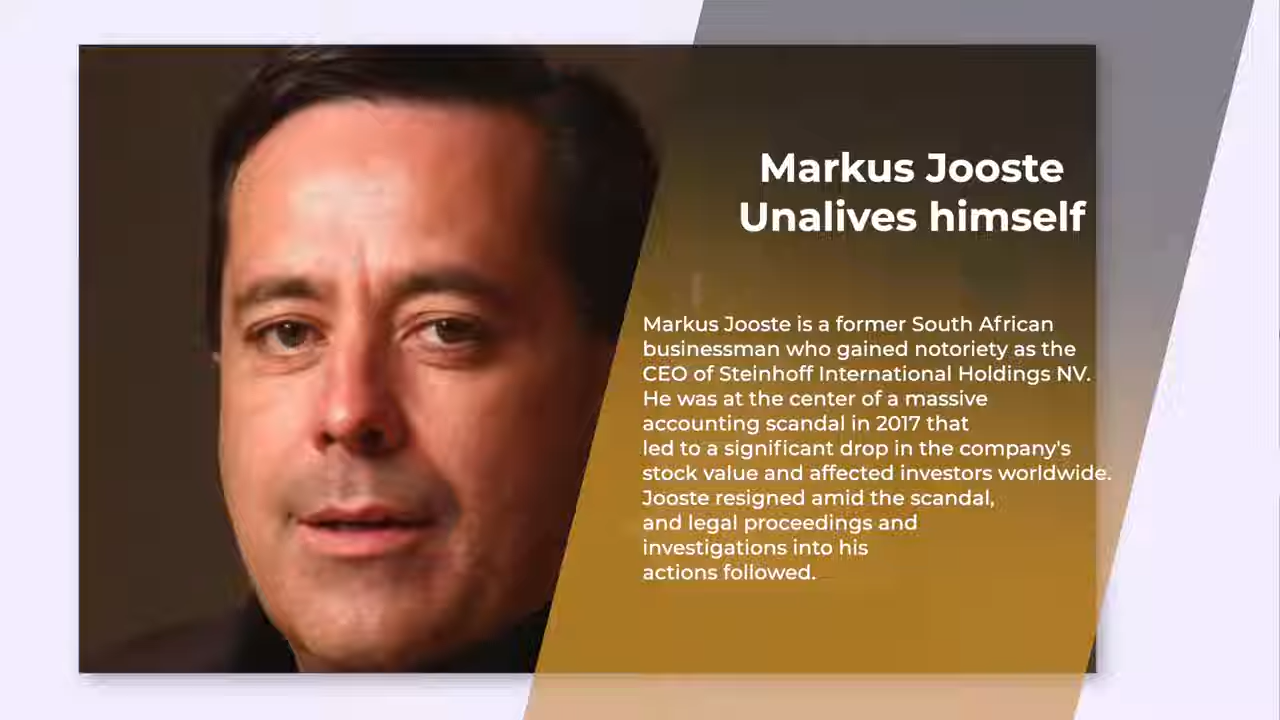 Markus Jooste
Unalives himself
Markus Jooste is a former South African
businessman who gained notoriety as the
CEO of Steinhoff International Holdings NV.
He was at the center of a massive
accounting scandal in 2017 that
led to a significant drop in the company's
stock value and affected investors worldwide.
Jooste resigned amid the scandal,
and legal proceedings and
investigations into his
actions followed.